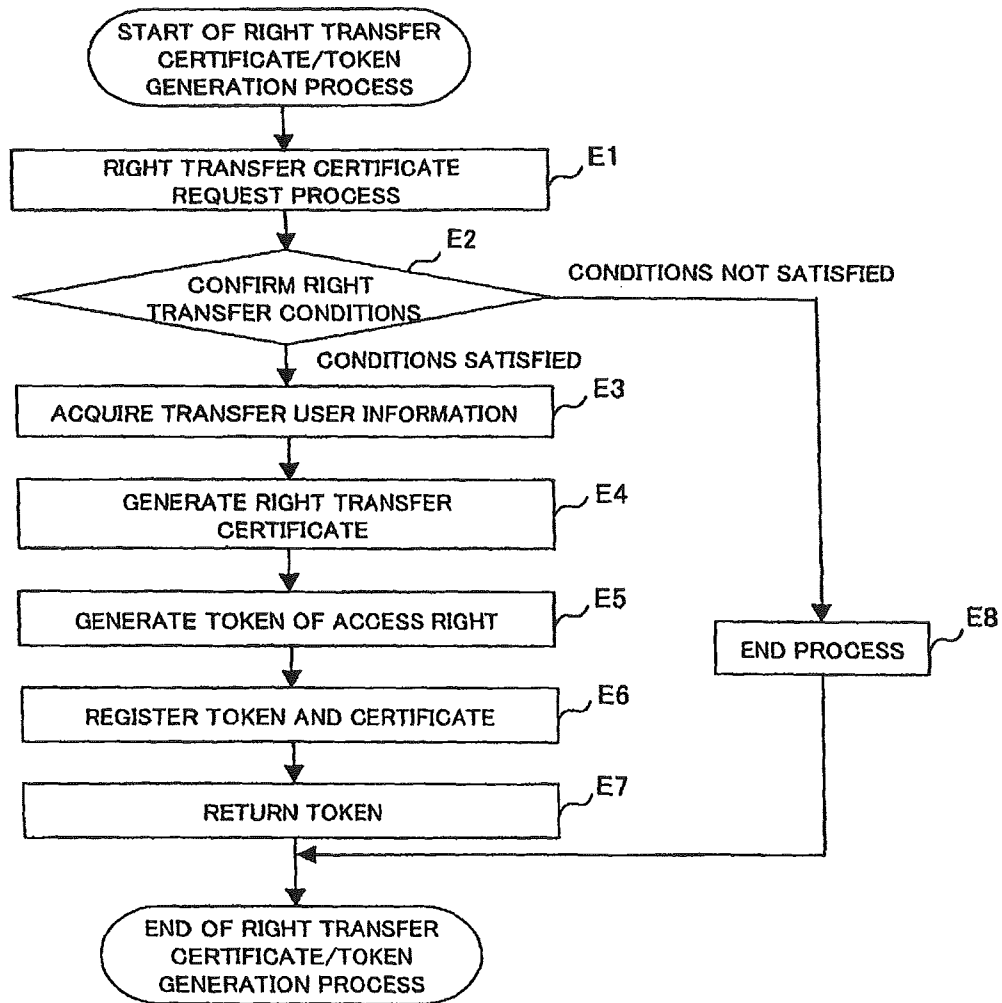 START OF RIGHT TRANSFER
CERTIFICATE/TOKEN
GENERATION PROCESS
RIGHT TRANSFER CERTIFICATE
REQUEST PROCESS
E1
E2
CONFIRM RIGHT
TRANSFER CONDITIONS
CONDITIONS NOT SATISFIED
CONDITIONS SATISFIED
ACQUIRE TRANSFER USER INFORMATION
E3
GENERATE RIGHT TRANSFER
CERTIFICATE
E4
GENERATE TOKEN OF ACCESS RIGHT
E5
END PROCESS
E8
REGISTER TOKEN AND CERTIFICATE
E6
RETURN TOKEN
E7
END OF RIGHT TRANSFER
CERTIFICATE/TOKEN
GENERATION PROCESS